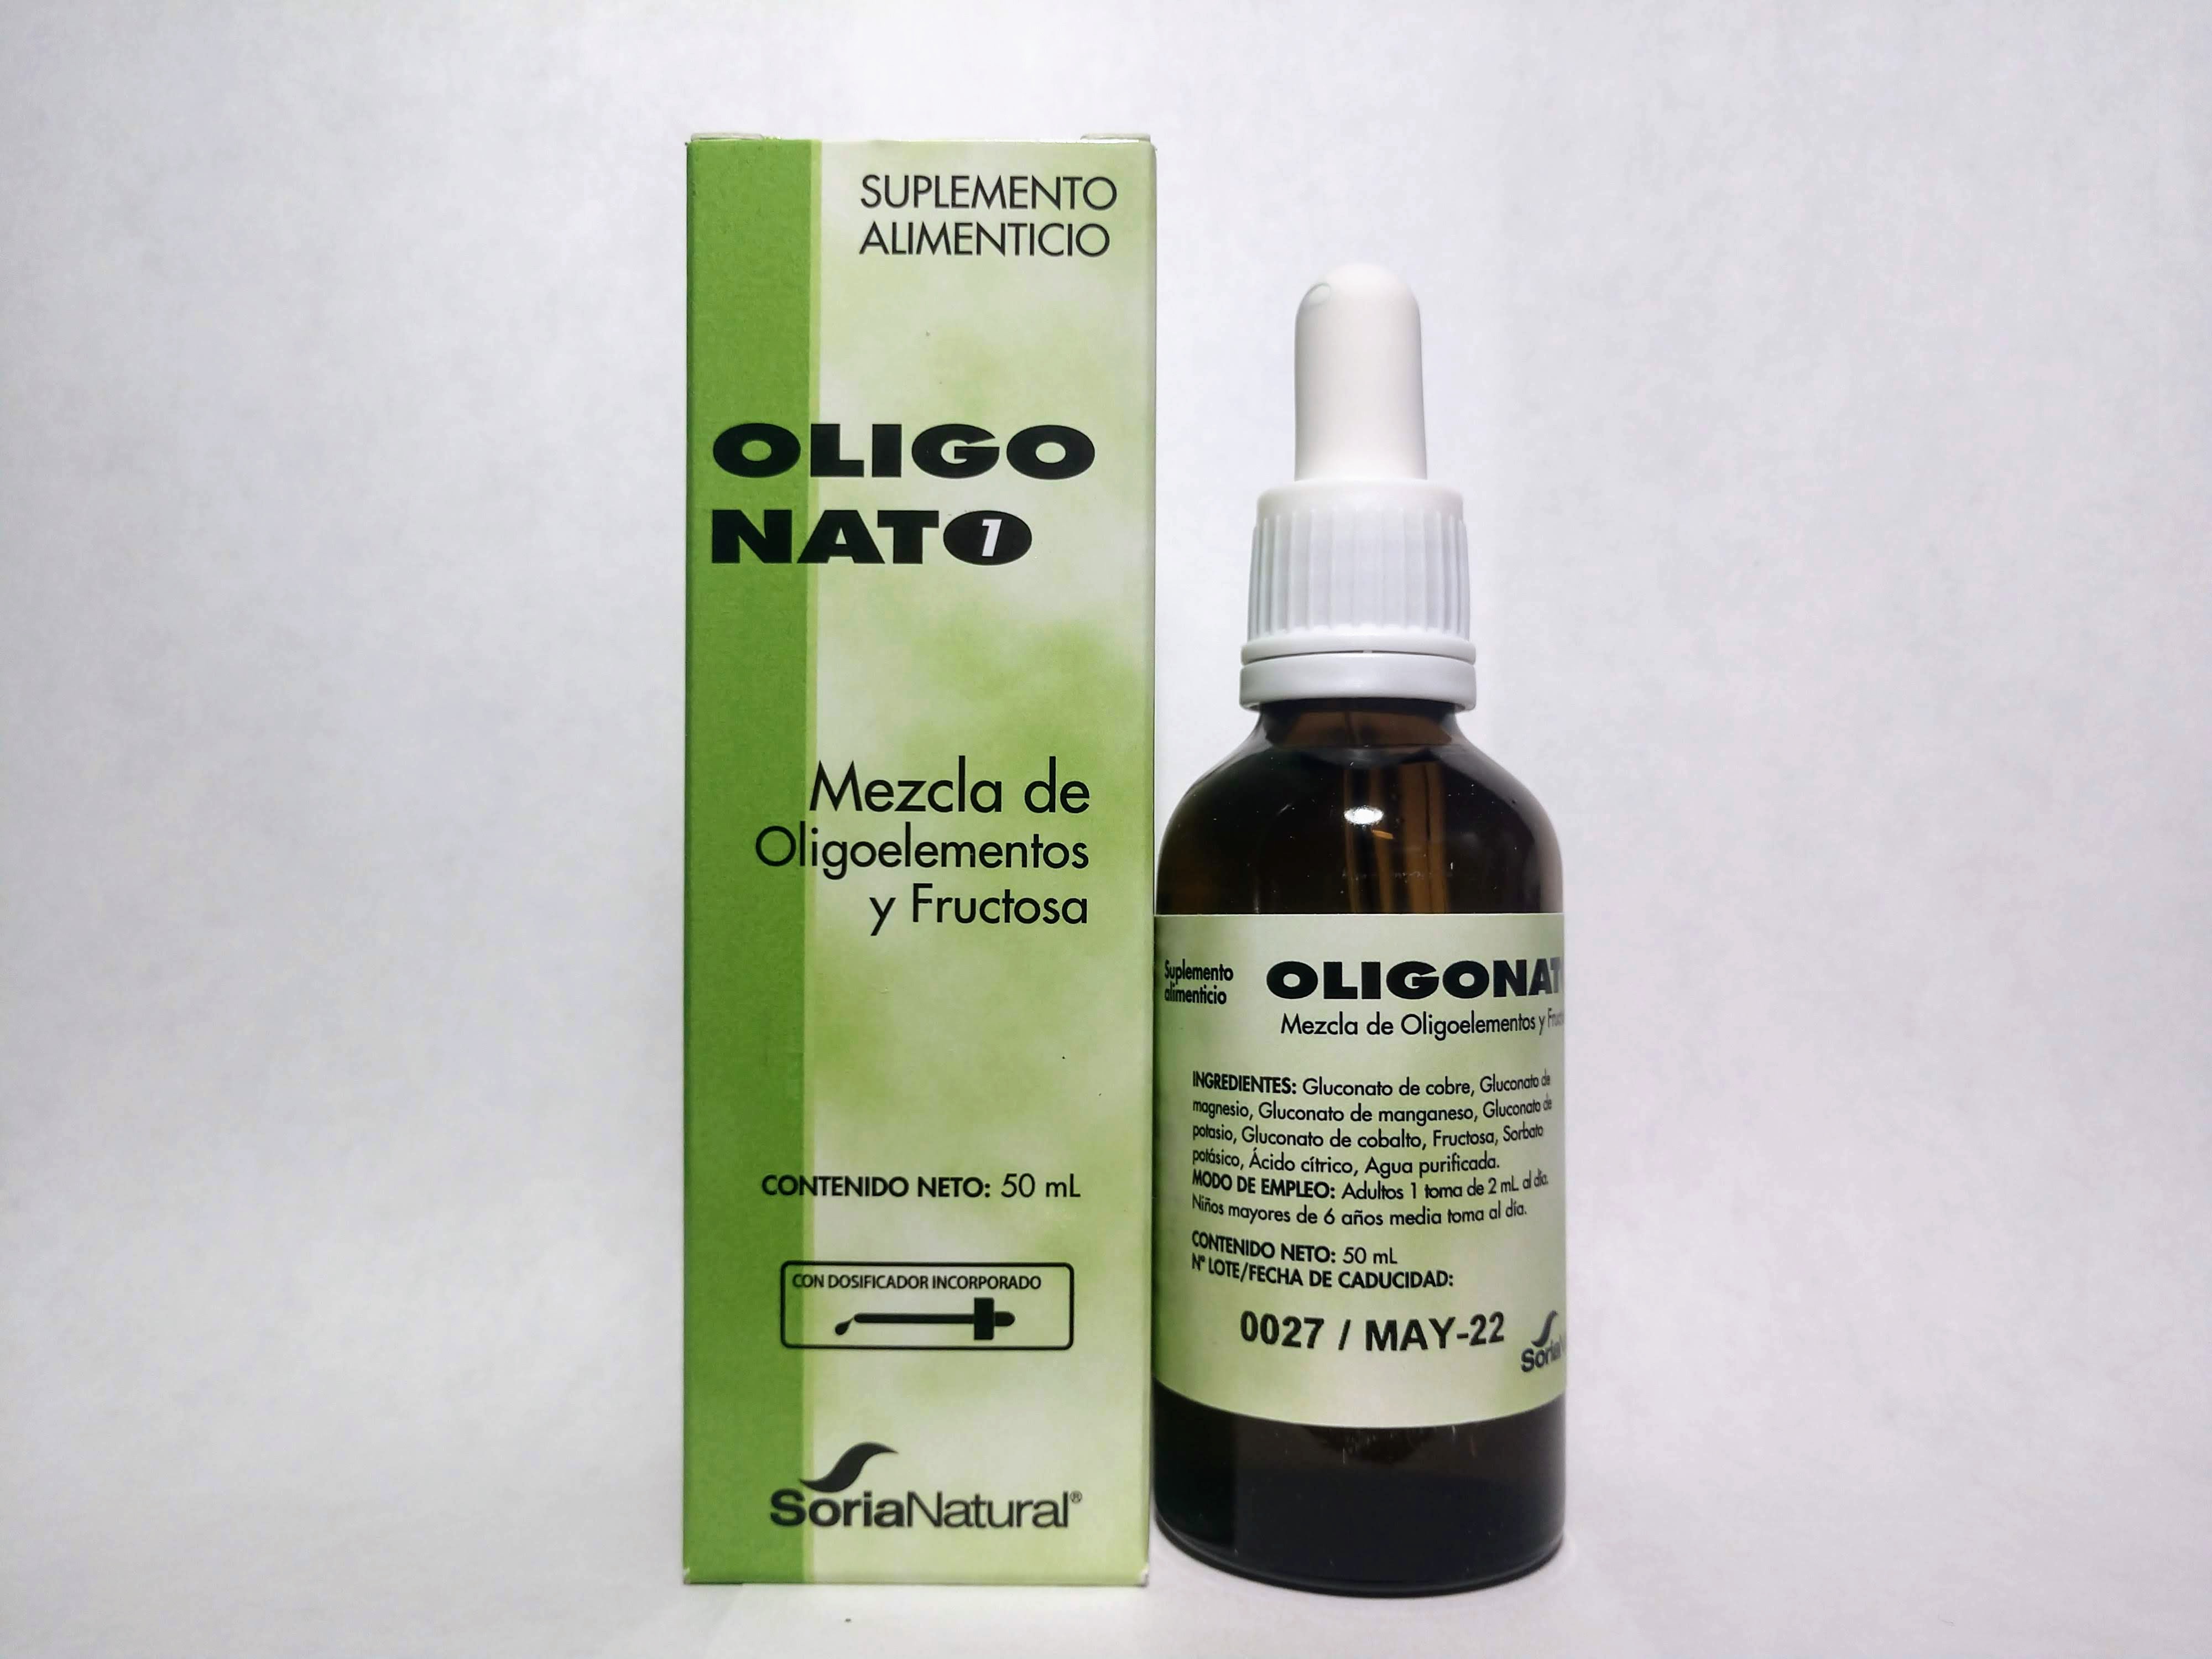 SUPLEMENTO
ALIMENTICIO
OLIGO
NATO 1
Mezcla de
Oligoelementos
y Fructosa
CONTENIDO NETO: 50 mL
CON DOSIFICADOR INCORPORADO
SoriaNatural®
Suplemento
alimenticio
OLIGONAT
Mezcla de Oligoelementos y
INGREDIENTES: Gluconato de cobre, Gluconato de
magnesio, Gluconato de manganeso, Gluconato de
potasio, Gluconato de cobalto, Fructosa, Sorbato
potásico, Ácido cítrico, Agua purificada.
MODO DE EMPLEO: Adultos 1 toma de 2 mL al día.
Niños mayores de 6 años media toma al día.
CONTENIDO NETO: 50 mL
Nº LOTE/FECHA DE CADUCIDAD:
0027 / MAY-22
Soria